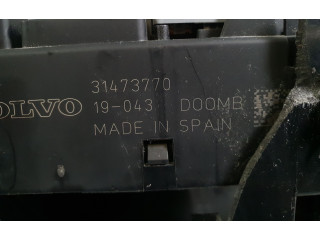 31473770
VOLVO 19-043 DOOMB
MADE IN SPAIN